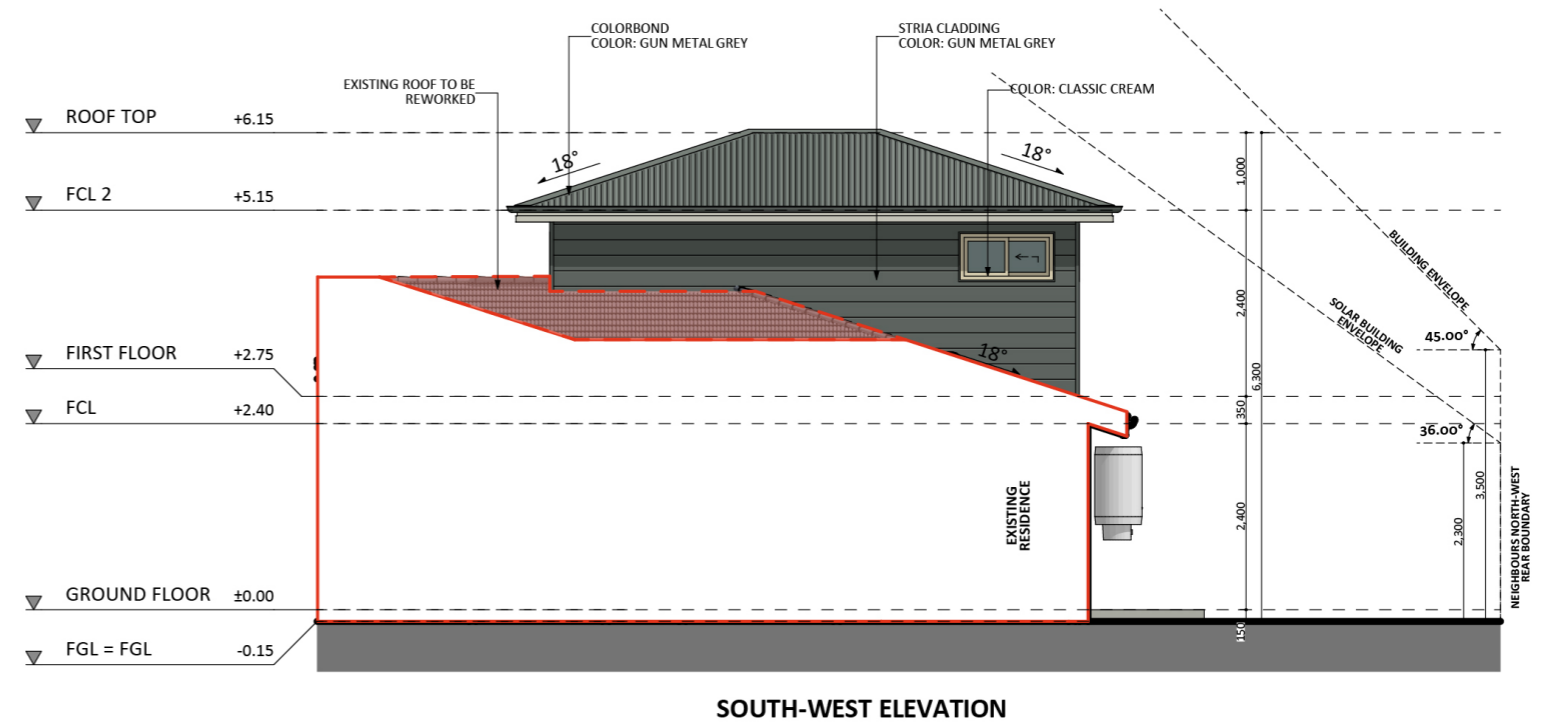 COLORBOND
COLOR: GUN METAL GREY
STRIA CLADDING
COLOR: GUN METAL GREY
EXISTING ROOF TO BE
REWORKED
COLOR: CLASSIC CREAM
ROOF TOP +6.15
18°
18°
1,000
FCL 2 +5.15
BUILDING ENVELOPE
2,400
SOLAR BUILDING
ENVELOPE
45.00°
FIRST FLOOR +2.75
18°
6,300
350
FCL +2.40
36.00°
EXISTING
RESIDENCE
2,400
3,500
2,300
NEIGHBOURS NORTH-WEST
REAR BOUNDARY
GROUND FLOOR ±0.00
150
FGL = FGL -0.15
SOUTH-WEST ELEVATION